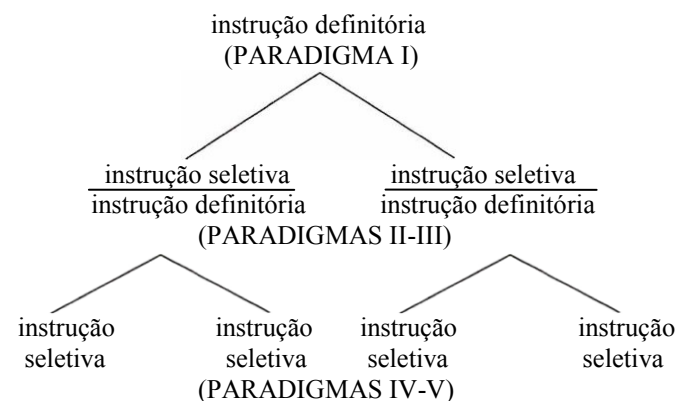 instrução definitória
(PARADIGMA I)
instrução seletiva instrução seletiva
instrução definitória instrução definitória
(PARADIGMAS II-III)
instrução instrução instrução instrução
seletiva seletiva seletiva seletiva
(PARADIGMAS IV-V)